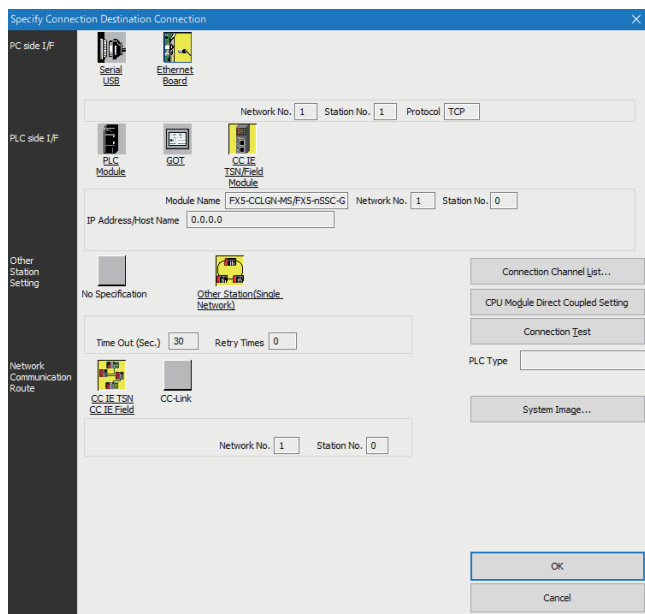 Specify Connection Destination Connection
PC side I/F
Serial
USB
Ethernet
Board
Network No. 1 Station No. 1 Protocol TCP
PLC side I/F
PLC
Module
GOT
CC IE
TSN/Field
Module
Module Name FX5-CCLGN-MS/FX5-nSSC-G Network No. 1 Station No. 0
IP Address/Host Name 0.0.0.0
Other
Station
Setting
No Specification
Other Station(Single
Network)
Time Out (Sec.) 30 Retry Times 0
Connection Channel List...
CPU Module Direct Coupled Setting
Connection Test
PLC Type
Network
Communication
Route
CC IE TSN
CC IE Field
CC-Link
System Image...
Network No. 1 Station No. 0
OK
Cancel